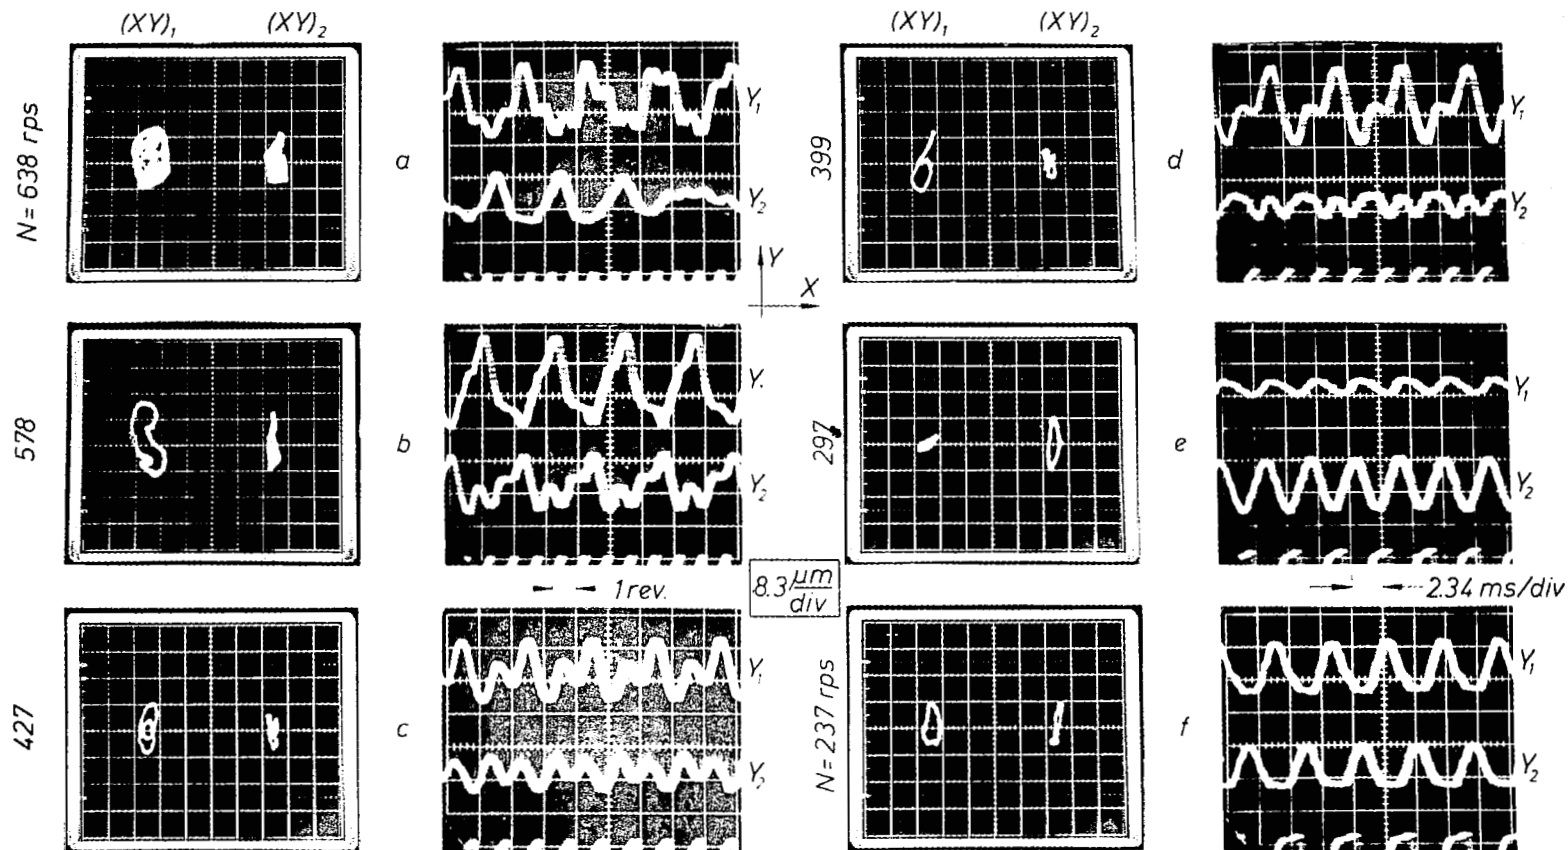 (XY)₁ (XY)₂ (XY)₁ (XY)₂
N = 638 rps a Y₁ Y₂ 399 d Y₁ Y₂
Y X
578 b Y. Y₂ 297 e Y₁ Y₂
1 rev. 8.3 μm/div 2.34 ms/div
427 c Y₁ Y₂ N = 237 rps f Y₁ Y₂